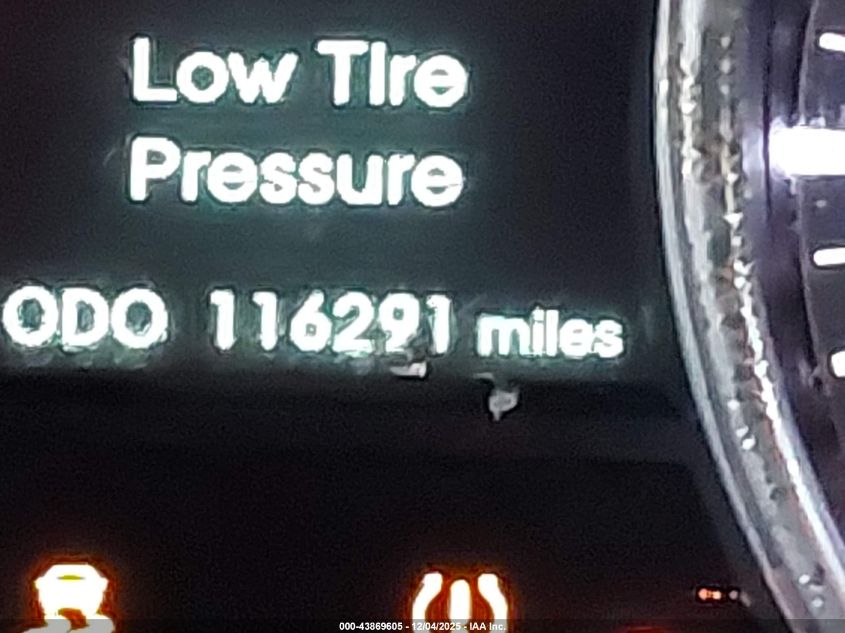 Low Tire
Pressure
ODO 116291 miles
000-43869605 - 12/04/2025 - IAA Inc.